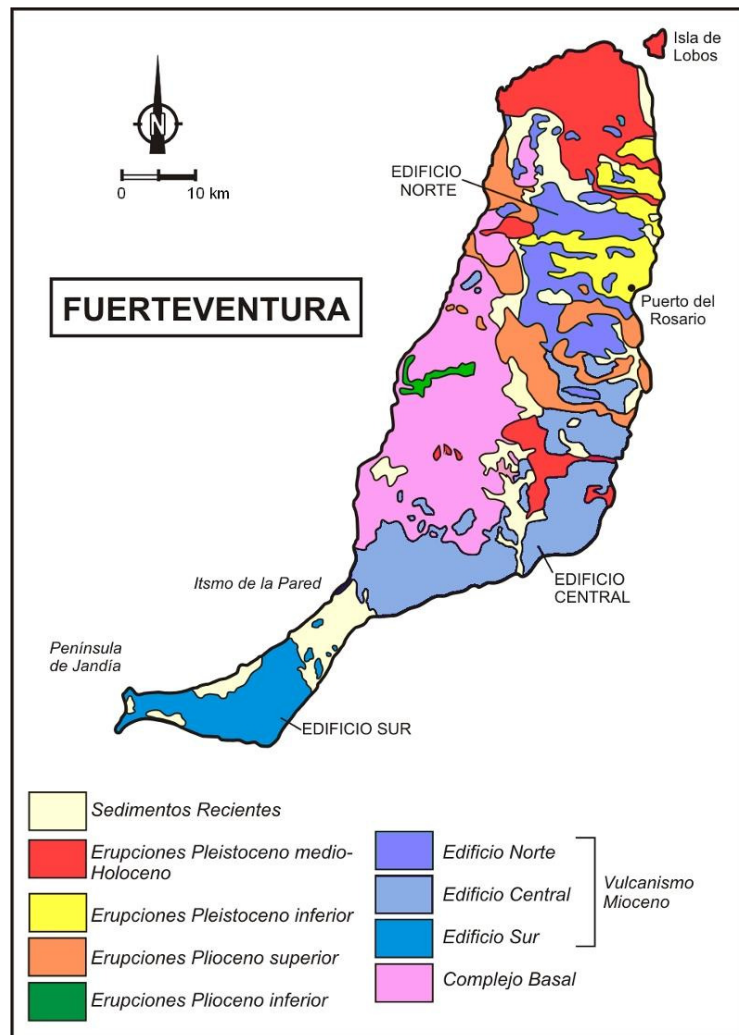 Isla de
Lobos
N
0 10 km
EDIFICIO
NORTE
FUERTEVENTURA
Puerto del
Rosario
Itsmo de la Pared
EDIFICIO
CENTRAL
Península
de Jandía
EDIFICIO SUR
Sedimentos Recientes
Erupciones Pleistoceno medio-
Holoceno
Erupciones Pleistoceno inferior
Erupciones Plioceno superior
Erupciones Plioceno inferior
Edificio Norte
Edificio Central
Edificio Sur
Vulcanismo
Mioceno
Complejo Basal